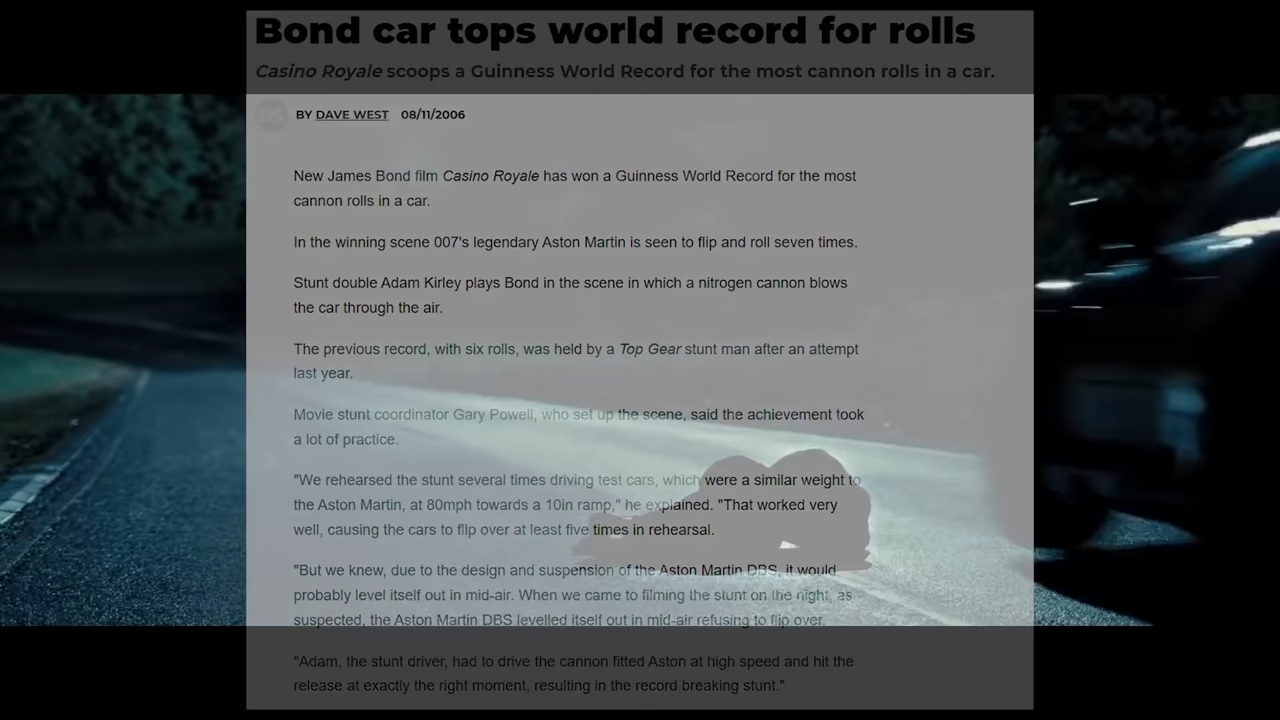 Bond car tops world record for rolls
Casino Royale scoops a Guinness World Record for the most cannon rolls in a car.
BY DAVE WEST 08/11/2006
New James Bond film Casino Royale has won a Guinness World Record for the most
cannon rolls in a car.
In the winning scene 007's legendary Aston Martin is seen to flip and roll seven times.
Stunt double Adam Kirley plays Bond in the scene in which a nitrogen cannon blows
the car through the air.
The previous record, with six rolls, was held by a Top Gear stunt man after an attempt
last year.
Movie stunt coordinator Gary Powell, who set up the scene, said the achievement took
a lot of practice.
"We rehearsed the stunt several times driving test cars, which were a similar weight to
the Aston Martin, at 80mph towards a 10in ramp," he explained. "That worked very
well, causing the cars to flip over at least five times in rehearsal.
"But we knew, due to the design and suspension of the Aston Martin DBS, it would
probably level itself out in mid-air. When we came to filming the stunt on the night, as
suspected, the Aston Martin DBS levelled itself out in mid-air refusing to flip over.
"Adam, the stunt driver, had to drive the cannon fitted Aston at high speed and hit the
release at exactly the right moment, resulting in the record breaking stunt."